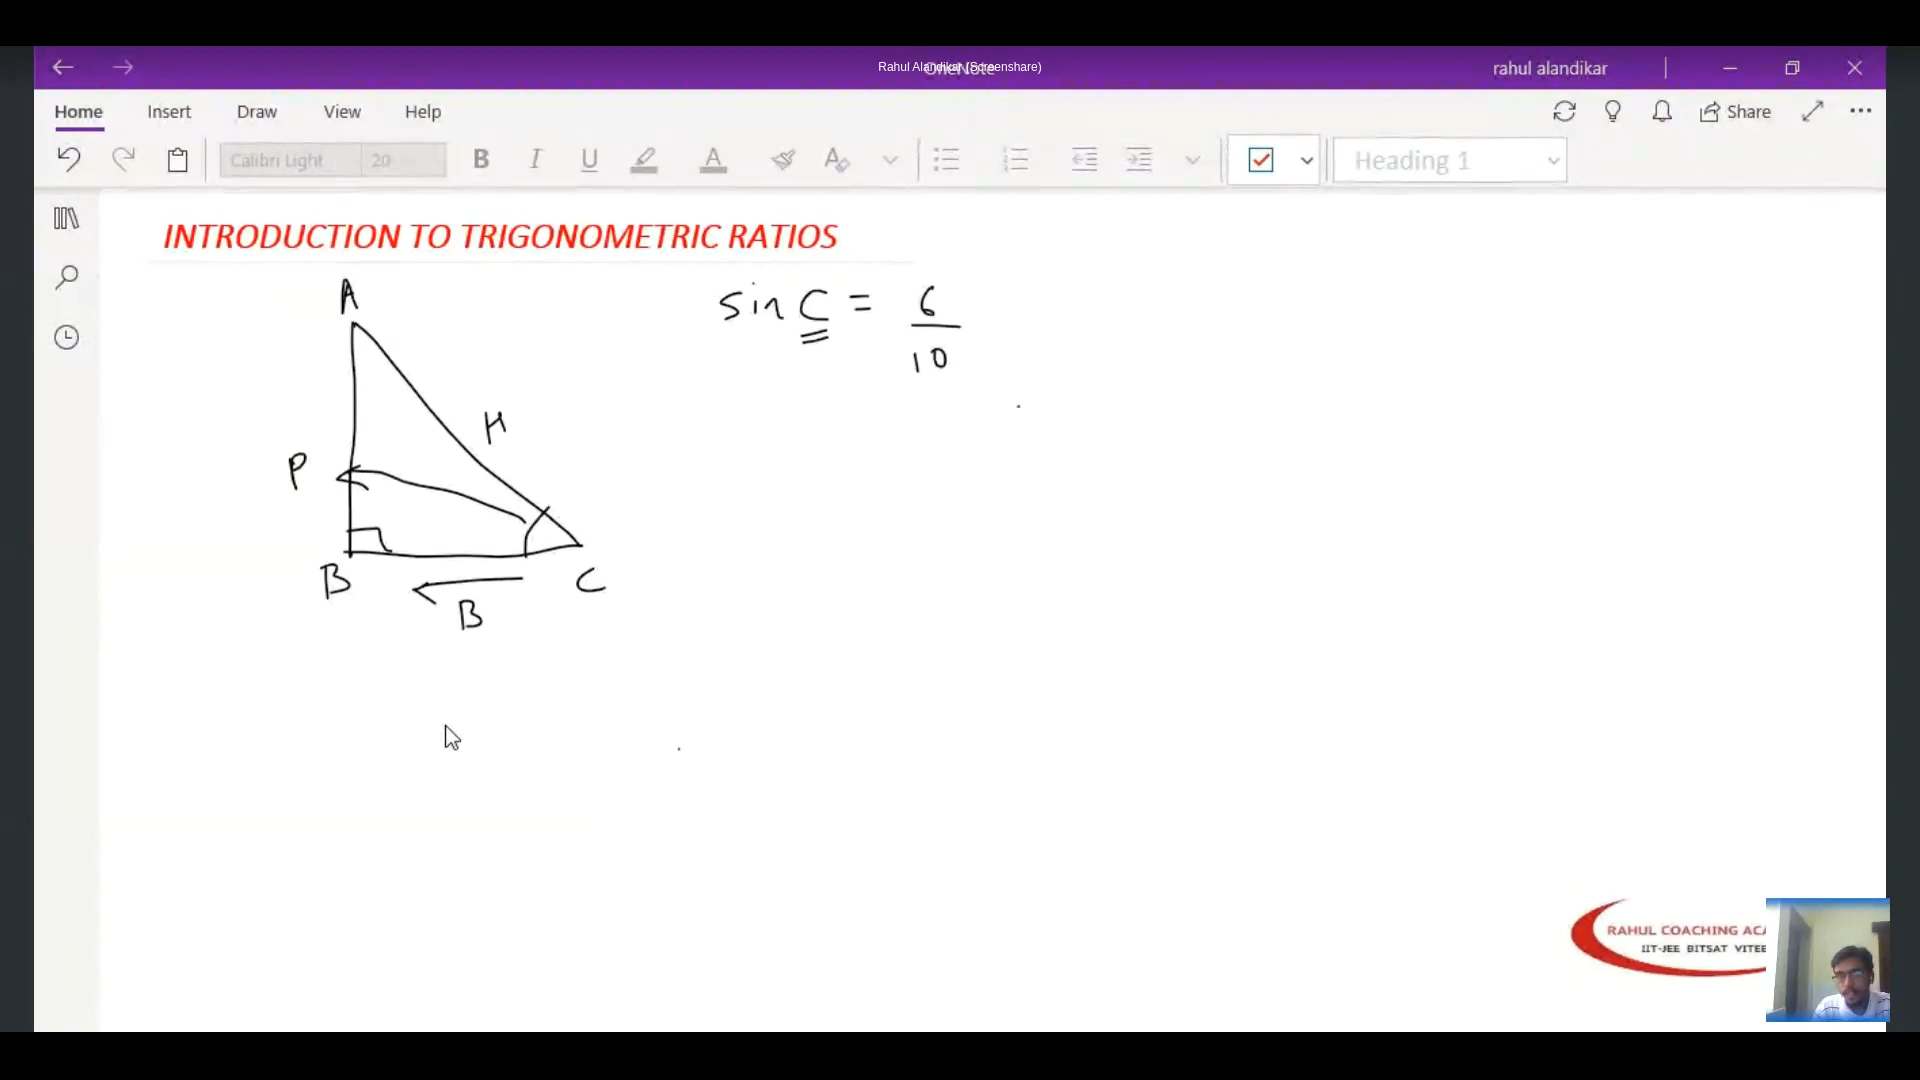 Rahul Alandikar (Screenshare)
rahul alandikar
Home Insert Draw View Help
Share
Calibri Light 20 B I U A A Heading 1
INTRODUCTION TO TRIGONOMETRIC RATIOS
A
sin C = 6
10
H
P
B
C
B
RAHUL COACHING ACA
IIT-JEE BITSAT VITEE